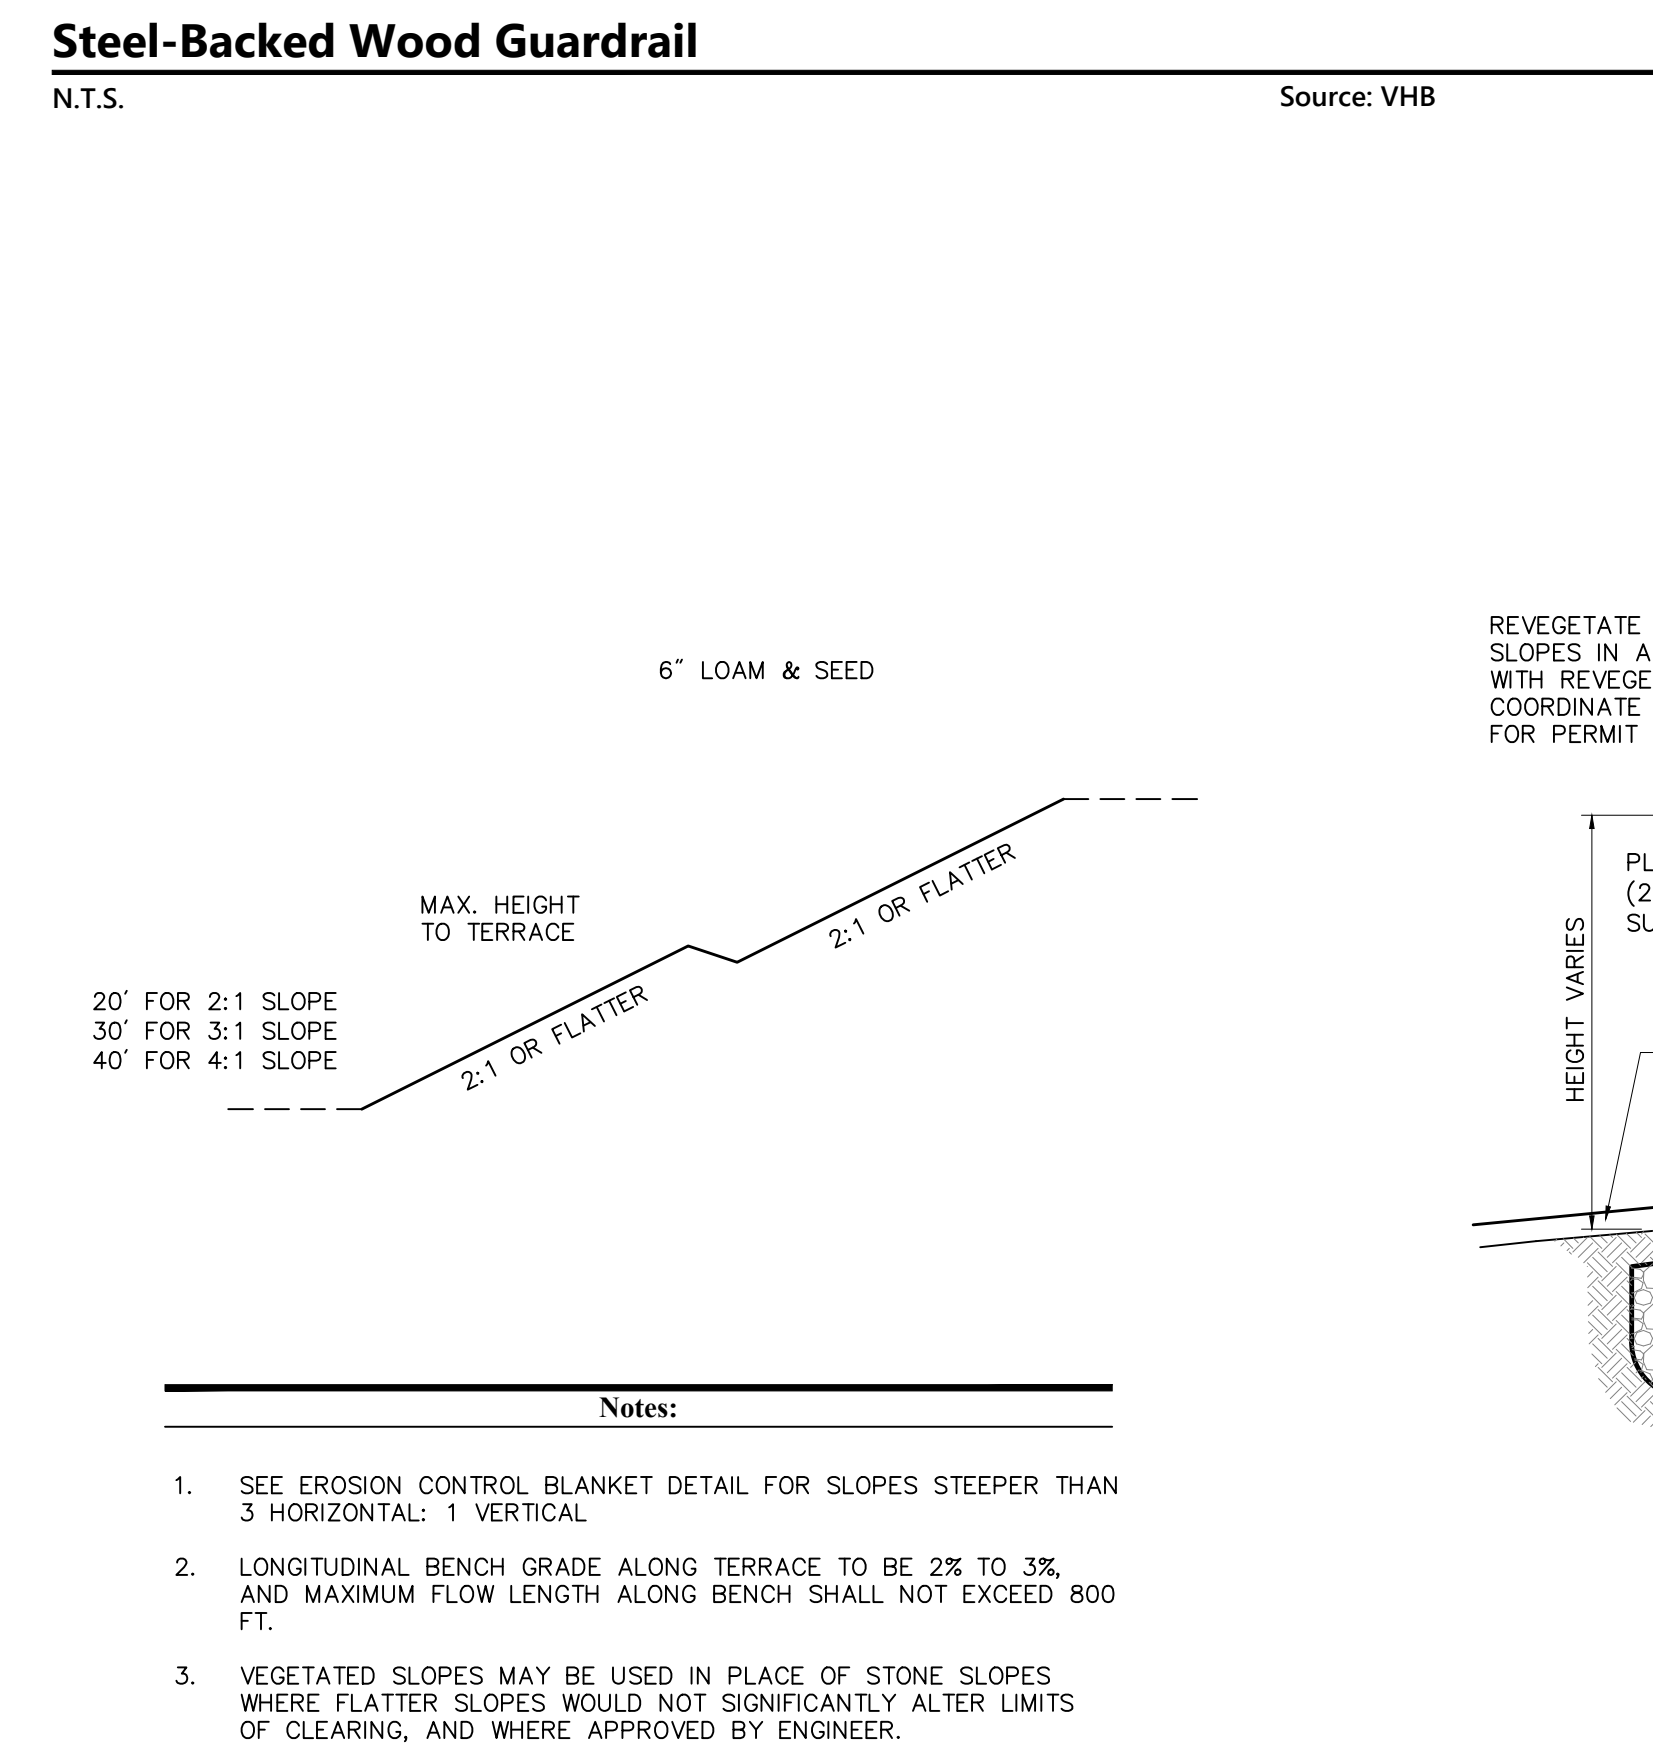 Steel-Backed Wood Guardrail
N.T.S.
Source: VHB
6" LOAM & SEED
MAX. HEIGHT
TO TERRACE
20' FOR 2:1 SLOPE
30' FOR 3:1 SLOPE
40' FOR 4:1 SLOPE
2:1 OR FLATTER
2:1 OR FLATTER
REVEGETATE
SLOPES IN A
WITH REVEGE
COORDINATE
FOR PERMIT
PL
(2
SU
HEIGHT VARIES
Notes:
1. SEE EROSION CONTROL BLANKET DETAIL FOR SLOPES STEEPER THAN
3 HORIZONTAL: 1 VERTICAL
2. LONGITUDINAL BENCH GRADE ALONG TERRACE TO BE 2% TO 3%,
AND MAXIMUM FLOW LENGTH ALONG BENCH SHALL NOT EXCEED 800
FT.
3. VEGETATED SLOPES MAY BE USED IN PLACE OF STONE SLOPES
WHERE FLATTER SLOPES WOULD NOT SIGNIFICANTLY ALTER LIMITS
OF CLEARING, AND WHERE APPROVED BY ENGINEER.